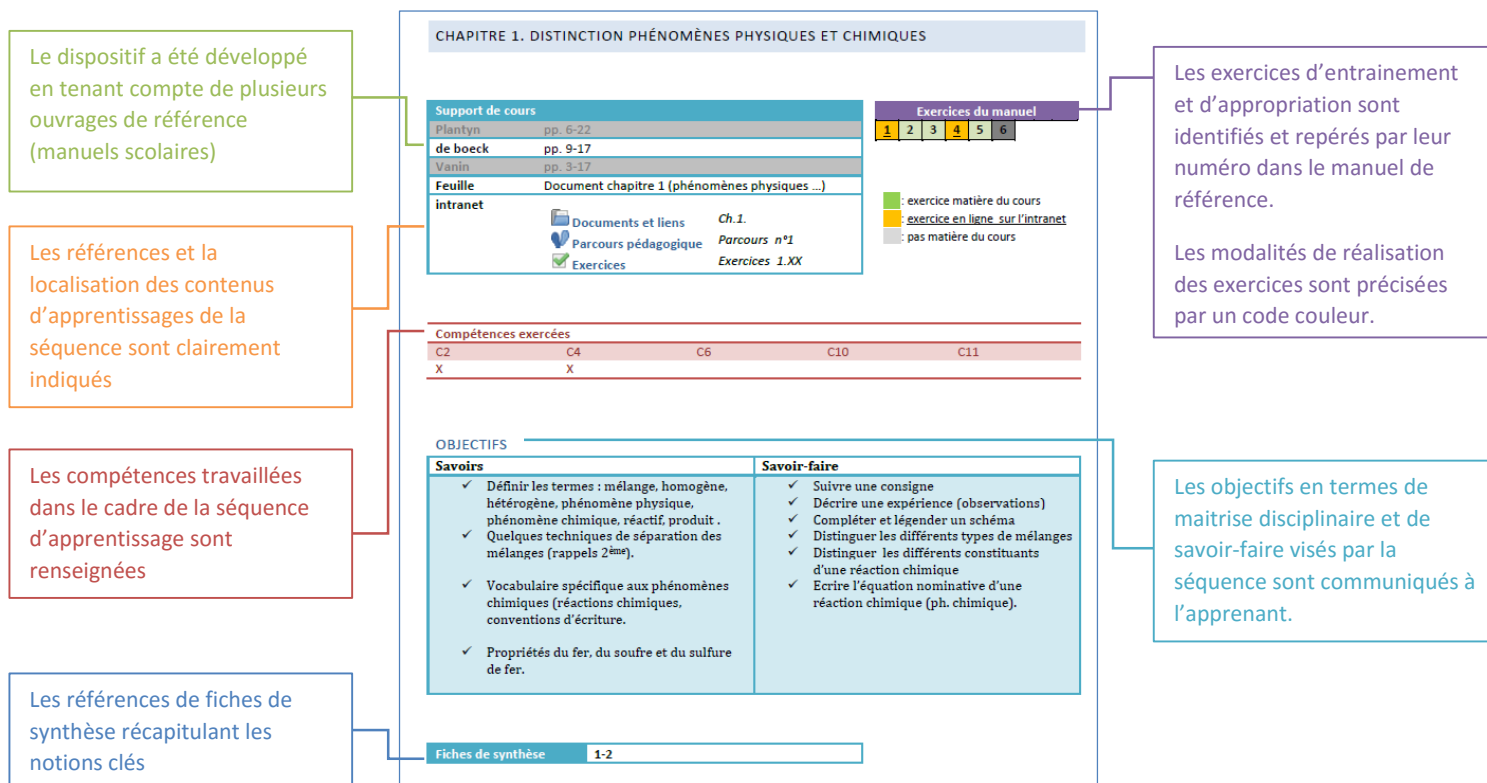 Le dispositif a été développé
en tenant compte de plusieurs
ouvrages de référence
(manuels scolaires)
Les références et la
localisation des contenus
d'apprentissages de la
séquence sont clairement
indiqués
Les compétences travaillées
dans le cadre de la séquence
d'apprentissage sont
renseignées
Les références de fiches de
synthèse récapitulant les
notions clés
CHAPITRE 1. DISTINCTION PHÉNOMÈNES PHYSIQUES ET CHIMIQUES
Support de cours
Plantyn pp. 6-22
de boeck pp. 9-17
Vanin pp. 3-17
Feuille Document chapitre 1 (phénomènes physiques ...)
intranet
Documents et liens Ch.1.
Parcours pédagogique Parcours n°1
Exercices Exercices 1.XX
Exercices du manuel
1 2 3 4 5 6
: exercice matière du cours
: exercice en ligne sur l'intranet
: pas matière du cours
Compétences exercées
C2 C4 C6 C10 C11
X X
OBJECTIFS
Savoirs
✓ Définir les termes : mélange, homogène,
hétérogène, phénomène physique,
phénomène chimique, réactif, produit .
✓ Quelques techniques de séparation des
mélanges (rappels 2ème).
✓ Vocabulaire spécifique aux phénomènes
chimiques (réactions chimiques,
conventions d'écriture.
✓ Propriétés du fer, du soufre et du sulfure
de fer.
Savoir-faire
✓ Suivre une consigne
✓ Décrire une expérience (observations)
✓ Compléter et légender un schéma
✓ Distinguer les différents types de mélanges
✓ Distinguer les différents constituants
d'une réaction chimique
✓ Ecrire l'équation nominative d'une
réaction chimique (ph. chimique).
Fiches de synthèse 1-2
Les exercices d'entrainement
et d'appropriation sont
identifiés et repérés par leur
numéro dans le manuel de
référence.
Les modalités de réalisation
des exercices sont précisées
par un code couleur.
Les objectifs en termes de
maitrise disciplinaire et de
savoir-faire visés par la
séquence sont communiqués à
l'apprenant.